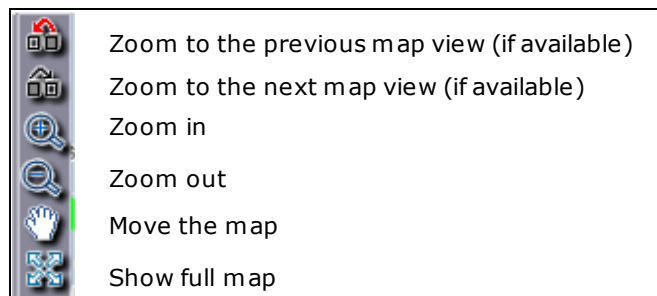 Zoom to the previous map view (if available)
Zoom to the next map view (if available)
Zoom in
Zoom out
Move the map
Show full map